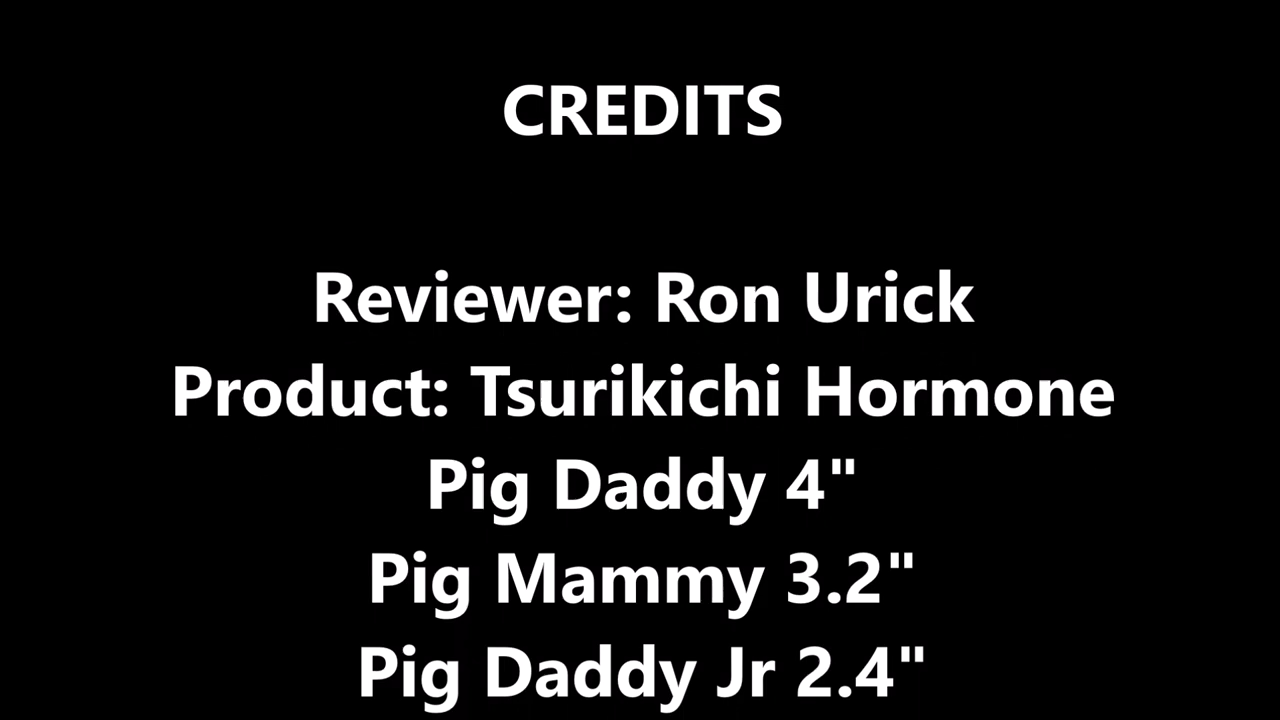 CREDITS
Reviewer: Ron Urick
Product: Tsurikichi Hormone
Pig Daddy 4"
Pig Mammy 3.2"
Pig Daddy Jr 2.4"